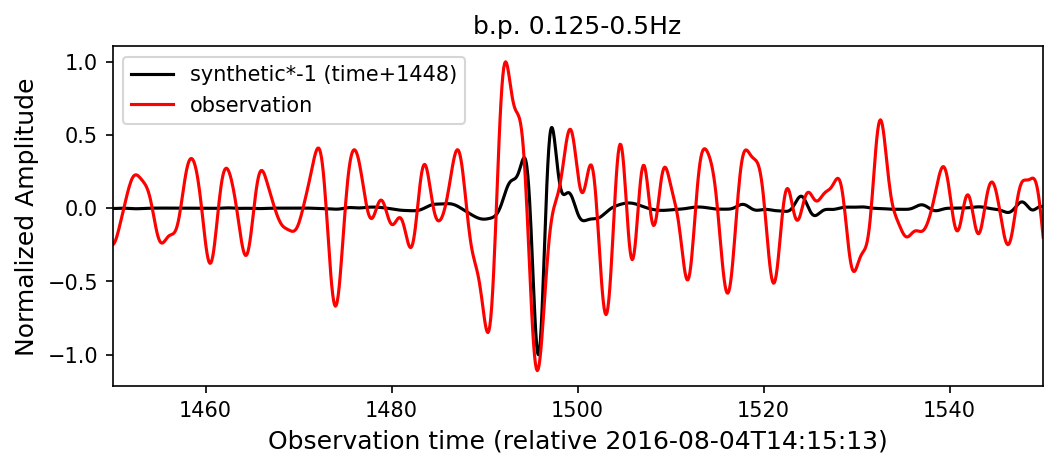 b.p. 0.125-0.5Hz
synthetic*-1 (time+1448)
observation
Normalized Amplitude
1.0
0.5
0.0
−0.5
−1.0
1460 1480 1500 1520 1540
Observation time (relative 2016-08-04T14:15:13)